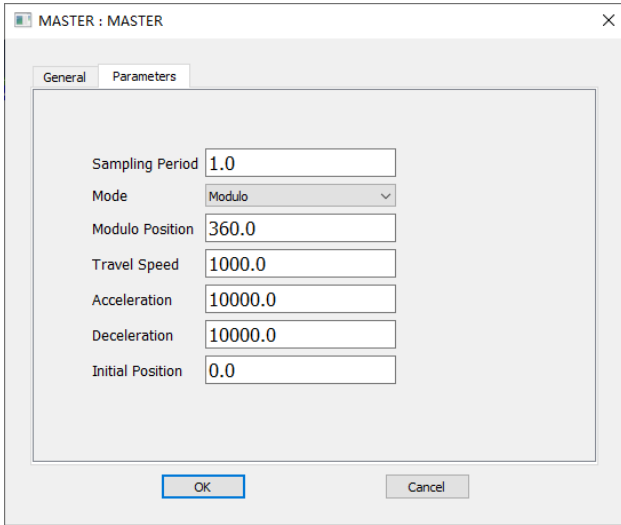 MASTER : MASTER
General Parameters
Sampling Period 1.0
Mode Modulo
Modulo Position 360.0
Travel Speed 1000.0
Acceleration 10000.0
Deceleration 10000.0
Initial Position 0.0
OK Cancel